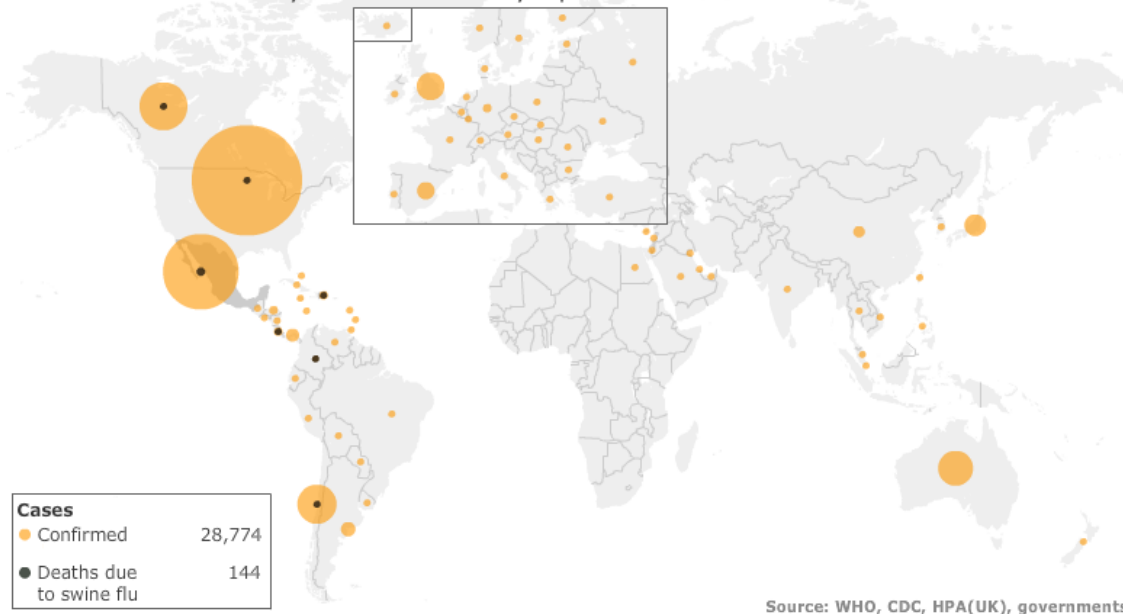 Cases
Confirmed 28,774
Deaths due 144
to swine flu
Source: WHO, CDC, HPA(UK), governments